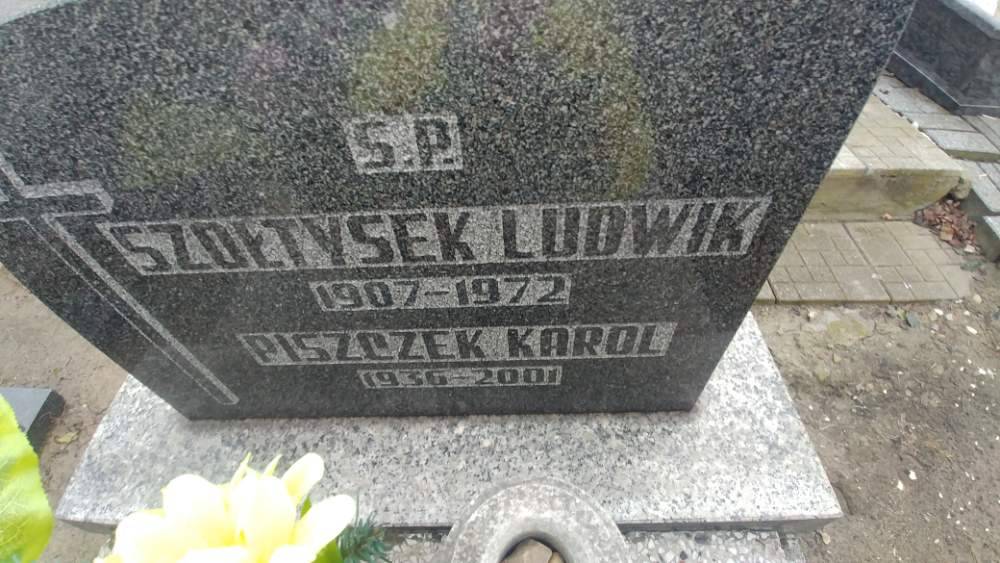 Ś.P.
SZOŁTYSEK LUDWIK
1907-1972
PISZCZEK KAROL
1936-2001